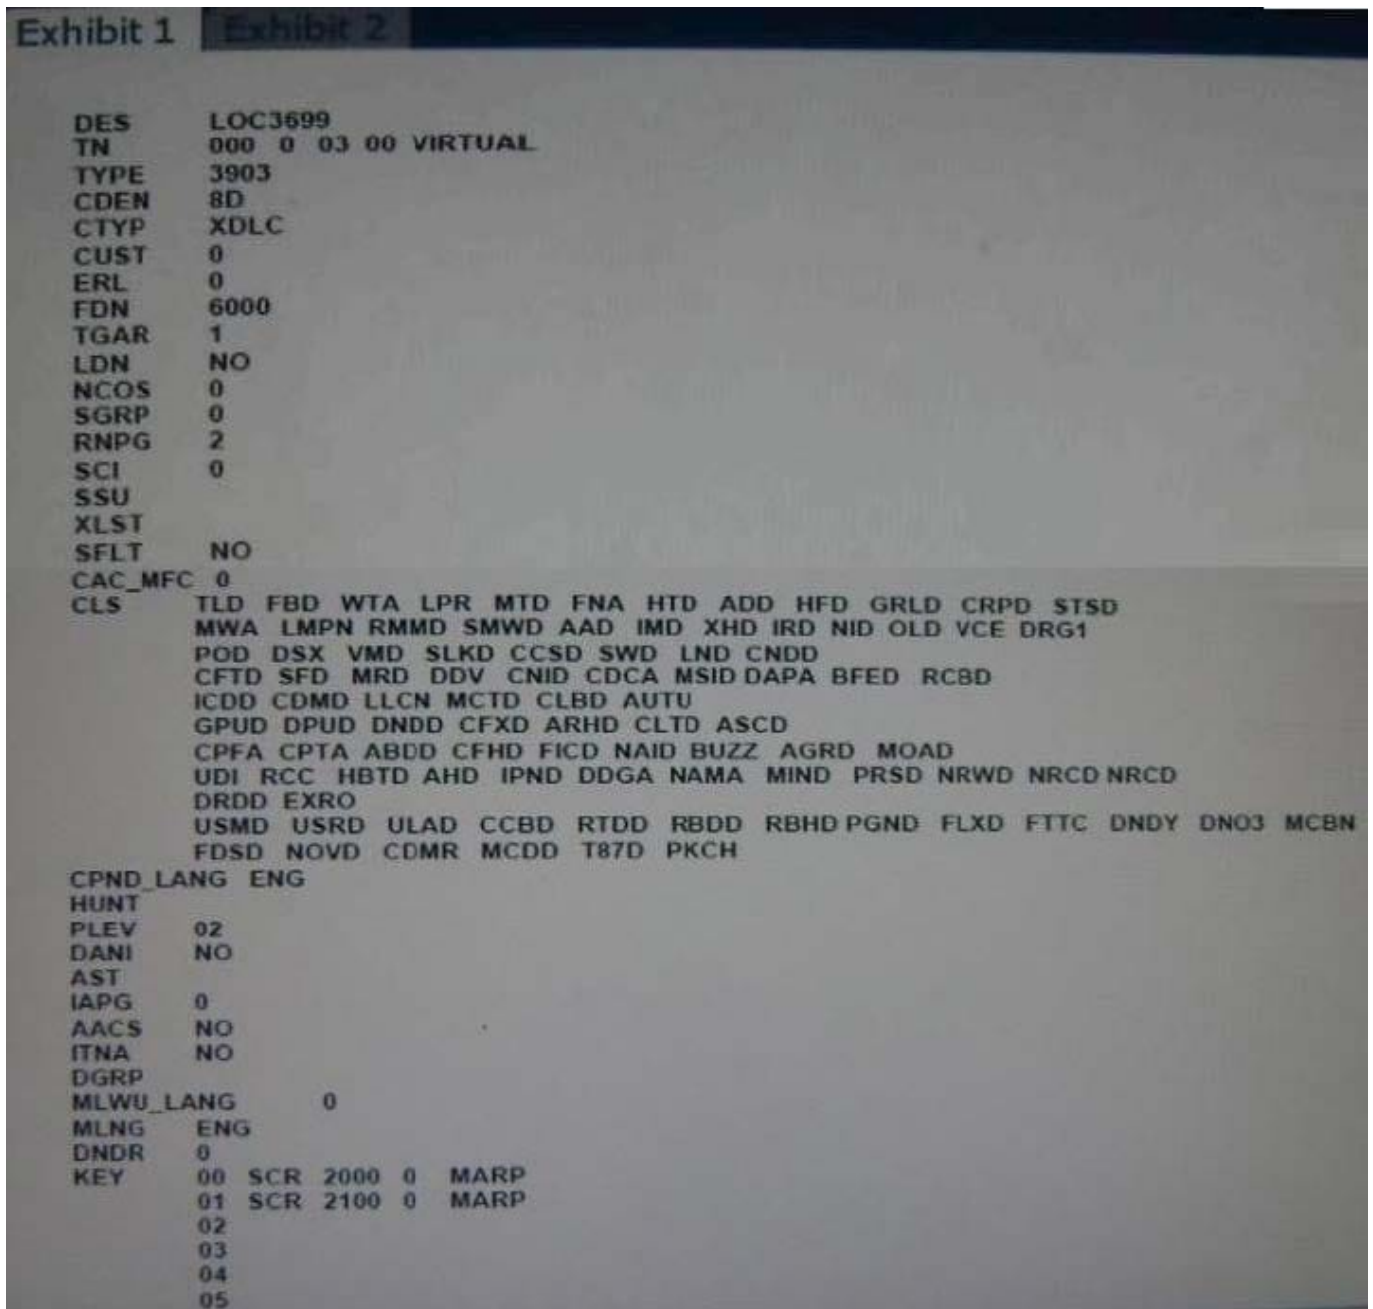 Exhibit 1 Exhibit 2
DES LOC3699
TN 000 0 03 00 VIRTUAL
TYPE 3903
CDEN 8D
CTYP XDLC
CUST 0
ERL 0
FDN 6000
TGAR 1
LDN NO
NCOS 0
SGRP 0
RNPG 2
SCI 0
SSU
XLST
SFLT NO
CAC_MFC 0
CLS TLD FBD WTA LPR MTD FNA HTD ADD HFD GRLD CRPD STSD
MWA LMPN RMMD SMWD AAD IMD XHD IRD NID OLD VCE DRG1
POD DSX VMD SLKD CCSD SWD LND CNDD
CFTD SFD MRD DDV CNID CDCA MSID DAPA BFED RCBD
ICDD CDMD LLCN MCTD CLBD AUTU
GPUD DPUD DNDD CFXD ARHD CLTD ASCD
CPFA CPTA ABDD CFHD FICD NAID BUZZ AGRD MOAD
UDI RCC HBTD AHD IPND DDGA NAMA MIND PRSD NRWD NRCD NRCD
DRDD EXRO
USMD USRD ULAD CCBD RTDD RBDD RBHD PGND FLXD FTTC DNDY DNO3 MCBN
FDSD NOVD CDMR MCDD T87D PKCH
CPND_LANG ENG
HUNT
PLEV 02
DANI NO
AST
IAPG 0
AACS NO
ITNA NO
DGRP
MLWU_LANG 0
MLNG ENG
DNDR 0
KEY 00 SCR 2000 0 MARP
01 SCR 2100 0 MARP
02
03
04
05